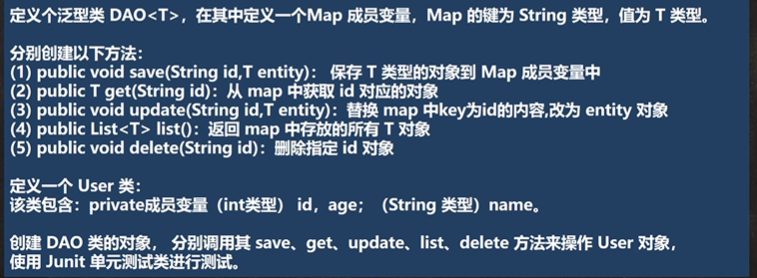 定义个泛型类 DAO<T>，在其中定义一个Map 成员变量，Map 的键为 String 类型，值为 T 类型。
分别创建以下方法：
(1) public void save(String id,T entity)： 保存 T 类型的对象到 Map 成员变量中
(2) public T get(String id)：从 map 中获取 id 对应的对象
(3) public void update(String id,T entity)：替换 map 中key为id的内容,改为 entity 对象
(4) public List<T> list()：返回 map 中存放的所有 T 对象
(5) public void delete(String id)：删除指定 id 对象
定义一个 User 类：
该类包含：private成员变量（int类型） id，age；（String 类型）name。
创建 DAO 类的对象， 分别调用其 save、get、update、list、delete 方法来操作 User 对象，
使用 Junit 单元测试类进行测试。